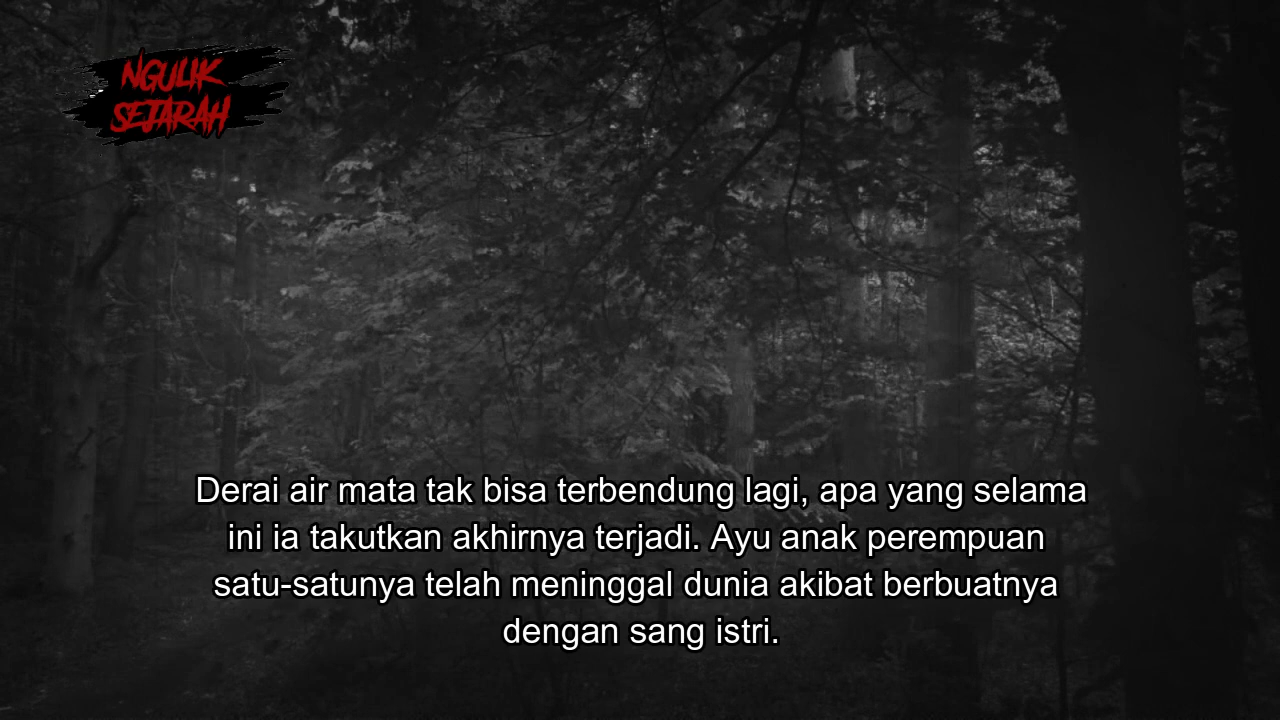 NGULIK
SEJARAH
Derai air mata tak bisa terbendung lagi, apa yang selama
ini ia takutkan akhirnya terjadi. Ayu anak perempuan
satu-satunya telah meninggal dunia akibat berbuatnya
dengan sang istri.